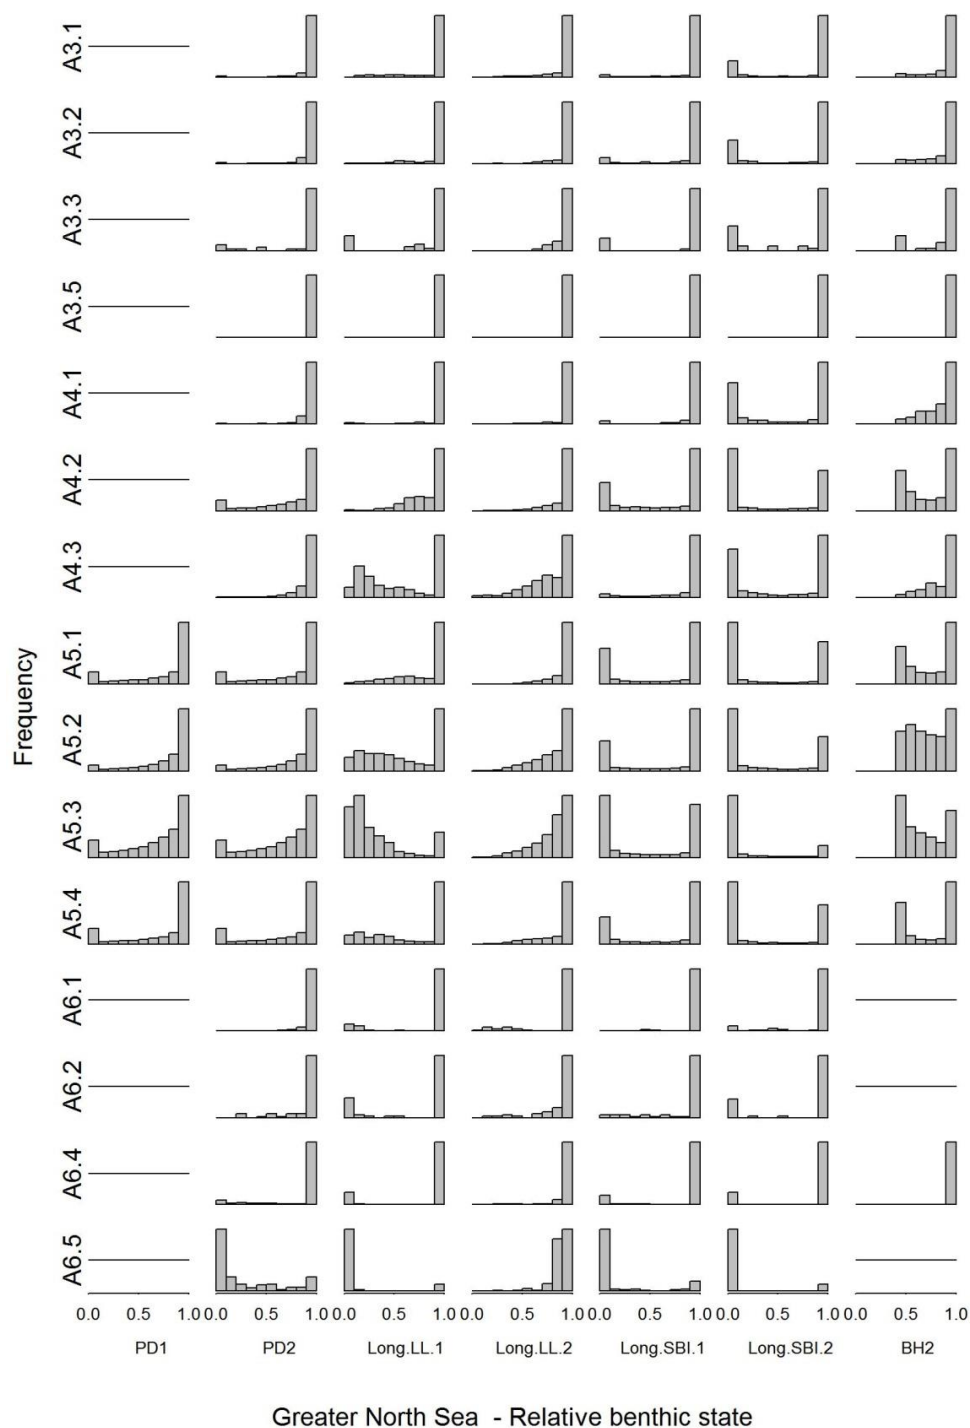 A3.1
A3.2
A3.3
A3.5
A4.1
A4.2
A4.3
A5.1
A5.2
A5.3
A5.4
A6.1
A6.2
A6.4
A6.5
Frequency
0.0 0.5 1.0 0.0 0.5 1.0 0.0 0.5 1.0 0.0 0.5 1.0 0.0 0.5 1.0 0.0 0.5 1.0 0.0 0.5 1.0
PD1 PD2 Long.LL.1 Long.LL.2 Long.SBI.1 Long.SBI.2 BH2
Greater North Sea - Relative benthic state